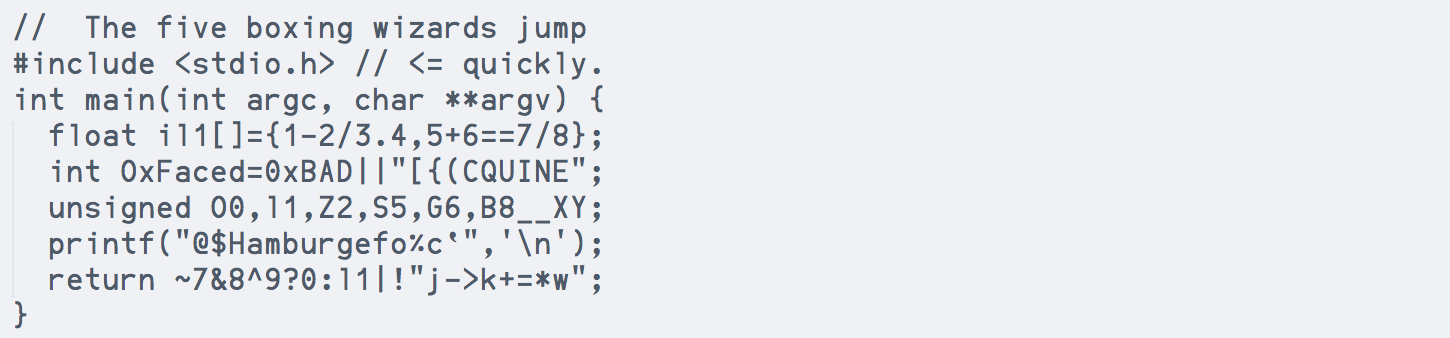 //  The five boxing wizards jump
#include <stdio.h> // <= quickly.
int main(int argc, char **argv) {
  float il1[]={1-2/3.4,5+6==7/8};
  int OxFaced=0xBAD||"[{(CQUINE";
  unsigned O0,l1,Z2,S5,G6,B8__XY;
  printf("@$Hamburgefo%c‘",'\n');
  return ~7&8^9?0:l1|!"j->k+=*w";
}